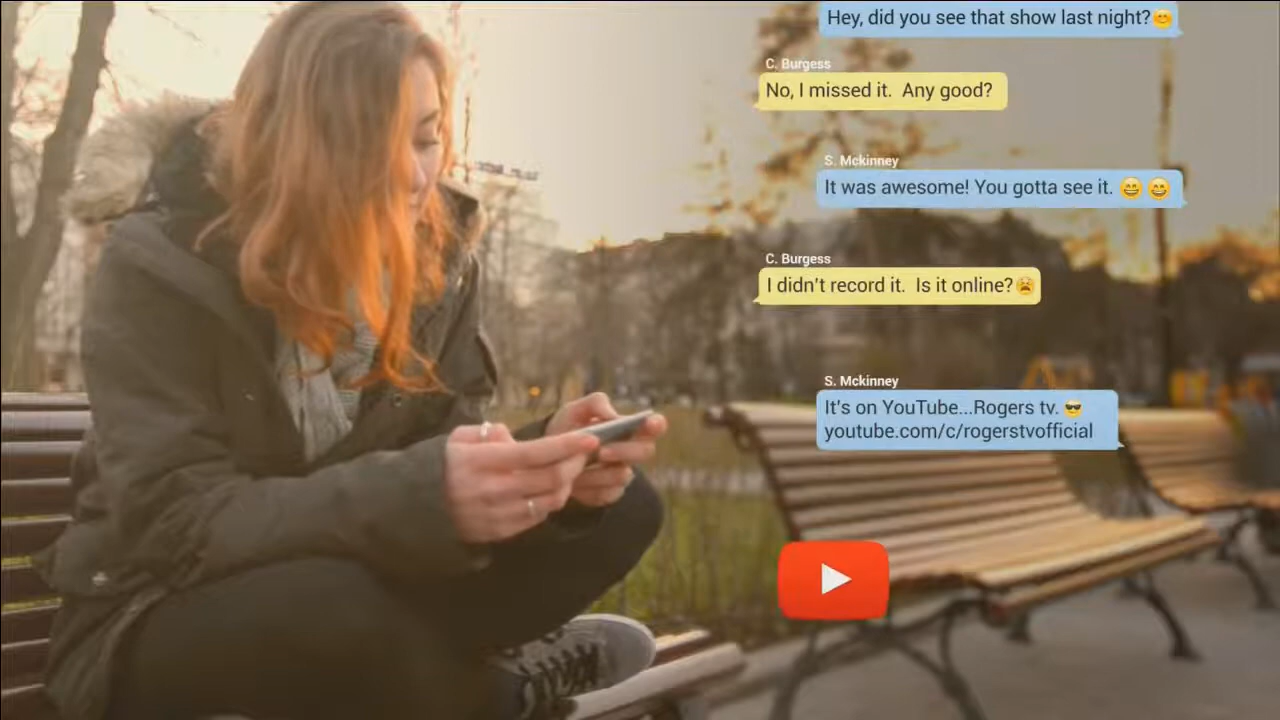 Hey, did you see that show last night?😊
C. Burgess
No, I missed it.  Any good?
S. Mckinney
It was awesome! You gotta see it. 😄 😄
C. Burgess
I didn't record it.  Is it online?😫
S. Mckinney
It's on YouTube...Rogers tv. 😎
youtube.com/c/rogerstvofficial